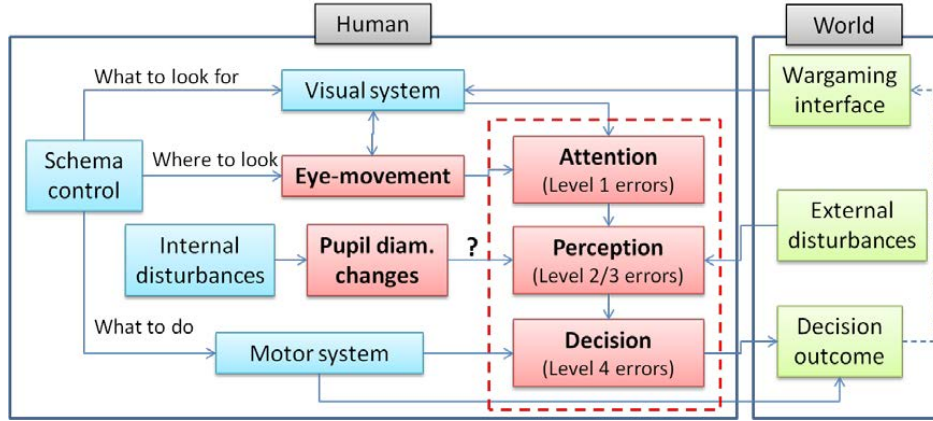 Human
World
What to look for
Visual system
Wargaming
interface
Schema
control
Where to look
Eye-movement
Attention
(Level 1 errors)
Internal
disturbances
Pupil diam.
changes
?
Perception
(Level 2/3 errors)
External
disturbances
What to do
Motor system
Decision
(Level 4 errors)
Decision
outcome